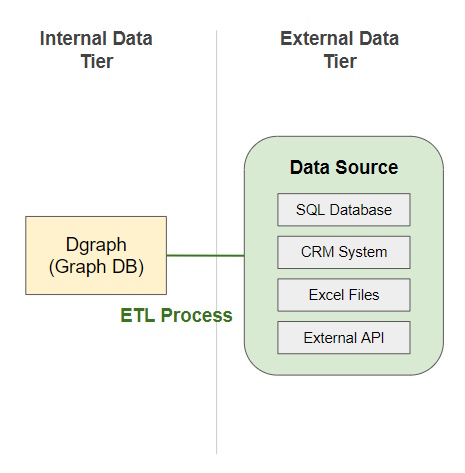 Internal Data
Tier
External Data
Tier
Data Source
SQL Database
CRM System
Excel Files
External API
Dgraph
(Graph DB)
ETL Process